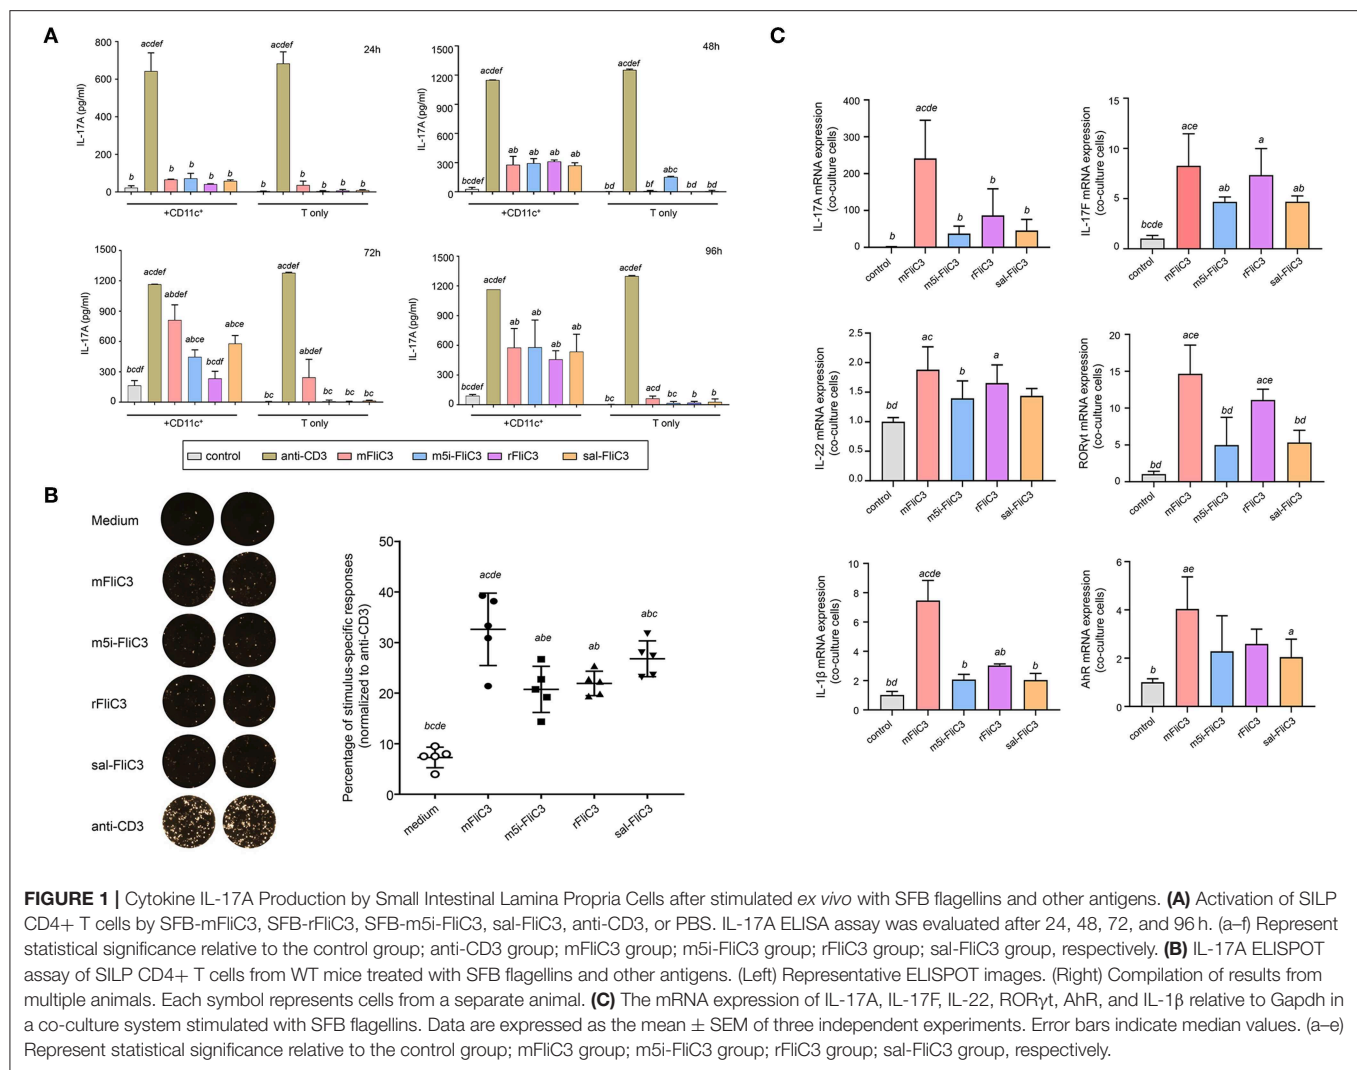 A
24h
800
600
400
200
0
IL-17A (pg/ml)
b
acdef
b
b
b
b
b
acdef
b
b
b
b
+CD11c⁺
T only
48h
1500
1200
900
600
300
0
IL-17A (pg/ml)
b
acdef
ab
ab
ab
ab
bd
acdef
bf
abc
bd
bd
+CD11c⁺
T only
72h
1500
1200
900
600
300
0
IL-17A (pg/ml)
bcdf
acdef
abdef
abce
bcdf
abce
bc
acdef
abdef
bc
bc
bc
+CD11c⁺
T only
96h
1500
1200
900
600
300
0
IL-17A (pg/ml)
bcdef
acdef
ab
ab
ab
ab
bc
acdef
acd
bc
b
b
+CD11c⁺
T only
control
anti-CD3
mFliC3
m5i-FliC3
rFliC3
sal-FliC3
B
Medium
mFliC3
m5i-FliC3
rFliC3
sal-FliC3
anti-CD3
Percentage of stimulus-specific responses
(normalized to anti-CD3)
50
40
30
20
10
0
bcde
acde
abe
ab
abc
medium
mFliC3
m5i-FliC3
rFliC3
sal-FliC3
C
IL-17A mRNA expression
(co-culture cells)
400
300
200
100
0
b
acde
b
b
b
control
mFliC3
m5i-FliC3
rFliC3
sal-FliC3
IL-17F mRNA expression
(co-culture cells)
15
10
5
0
bcde
ace
ab
a
ab
control
mFliC3
m5i-FliC3
rFliC3
sal-FliC3
IL-22 mRNA expression
(co-culture cells)
2.5
2.0
1.5
1.0
0.5
0.0
bd
ac
b
a
control
mFliC3
m5i-FliC3
rFliC3
sal-FliC3
RORγt mRNA expression
(co-culture cells)
20
15
10
5
0
bd
ace
bd
ace
bd
control
mFliC3
m5i-FliC3
rFliC3
sal-FliC3
IL-1β mRNA expression
(co-culture cells)
10
8
6
4
2
0
bd
acde
b
ab
b
control
mFliC3
m5i-FliC3
rFliC3
sal-FliC3
AhR mRNA expression
(co-culture cells)
6
4
2
0
b
ae
a
control
mFliC3
m5i-FliC3
rFliC3
sal-FliC3
FIGURE 1 | Cytokine IL-17A Production by Small Intestinal Lamina Propria Cells after stimulated ex vivo with SFB flagellins and other antigens. (A) Activation of SILP
CD4+ T cells by SFB-mFliC3, SFB-rFliC3, SFB-m5i-FliC3, sal-FliC3, anti-CD3, or PBS. IL-17A ELISA assay was evaluated after 24, 48, 72, and 96 h. (a–f) Represent
statistical significance relative to the control group; anti-CD3 group; mFliC3 group; m5i-FliC3 group; rFliC3 group; sal-FliC3 group, respectively. (B) IL-17A ELISPOT
assay of SILP CD4+ T cells from WT mice treated with SFB flagellins and other antigens. (Left) Representative ELISPOT images. (Right) Compilation of results from
multiple animals. Each symbol represents cells from a separate animal. (C) The mRNA expression of IL-17A, IL-17F, IL-22, RORγt, AhR, and IL-1β relative to Gapdh in
a co-culture system stimulated with SFB flagellins. Data are expressed as the mean ± SEM of three independent experiments. Error bars indicate median values. (a–e)
Represent statistical significance relative to the control group; mFliC3 group; m5i-FliC3 group; rFliC3 group; sal-FliC3 group, respectively.